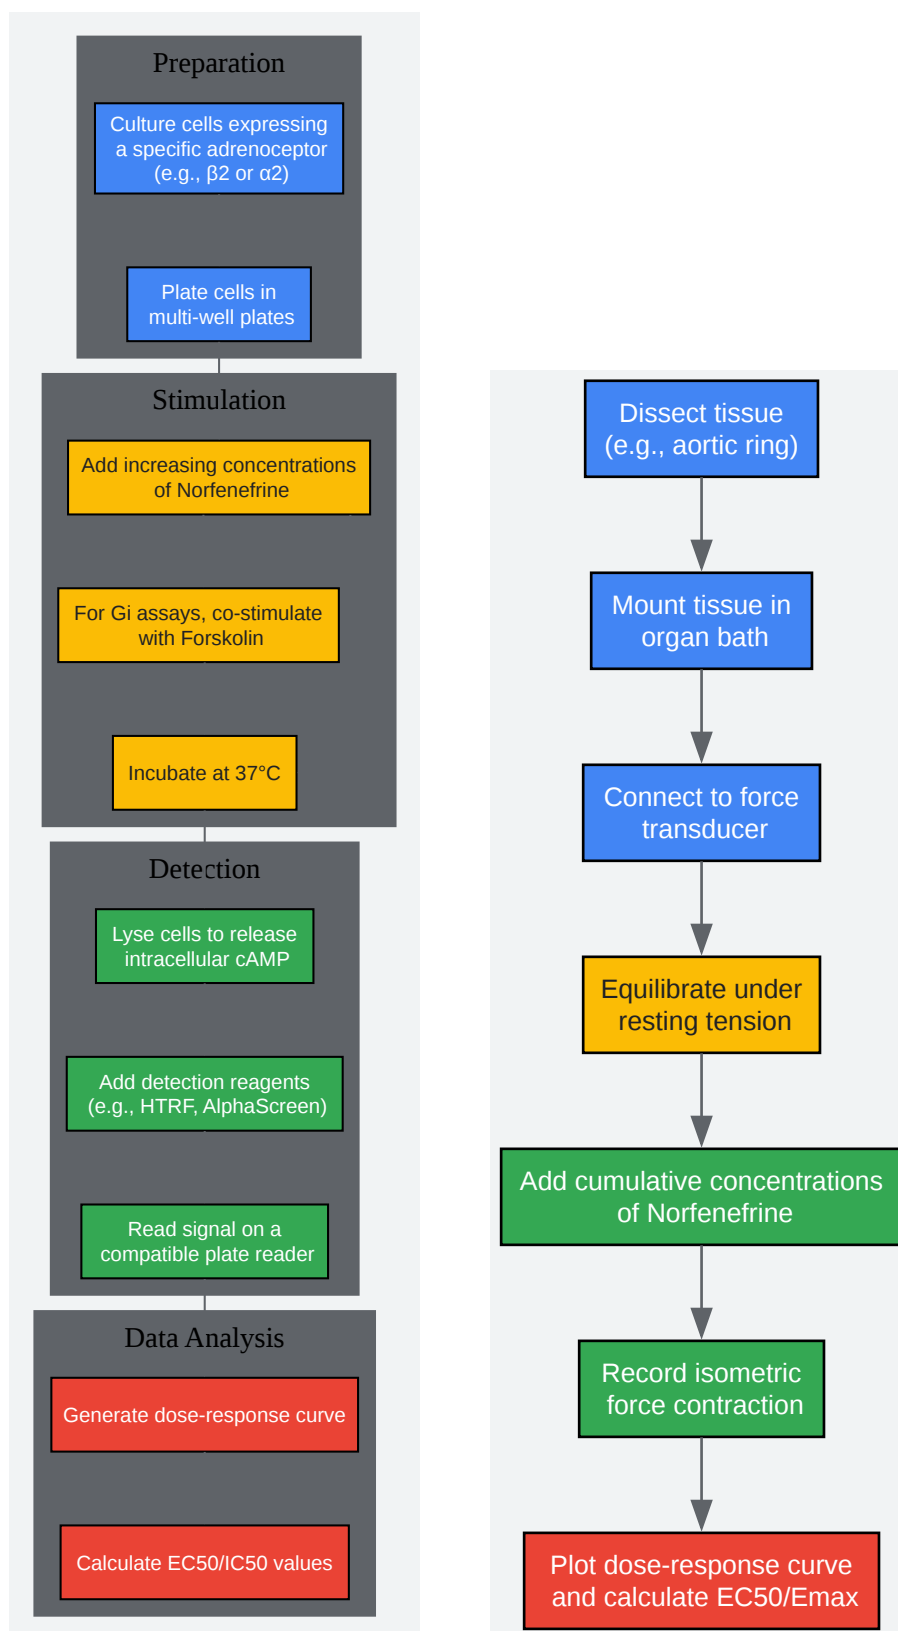 Preparation
Culture cells expressing
a specific adrenoceptor
(e.g., β2 or α2)
Plate cells in
multi-well plates
Stimulation
Add increasing concentrations
of Norfenefrine
For Gi assays, co-stimulate
with Forskolin
Incubate at 37°C
Detection
Lyse cells to release
intracellular cAMP
Add detection reagents
(e.g., HTRF, AlphaScreen)
Read signal on a
compatible plate reader
Data Analysis
Generate dose-response curve
Calculate EC50/IC50 values
Dissect tissue
(e.g., aortic ring)
Mount tissue in
organ bath
Connect to force
transducer
Equilibrate under
resting tension
Add cumulative concentrations
of Norfenefrine
Record isometric
force contraction
Plot dose-response curve
and calculate EC50/Emax